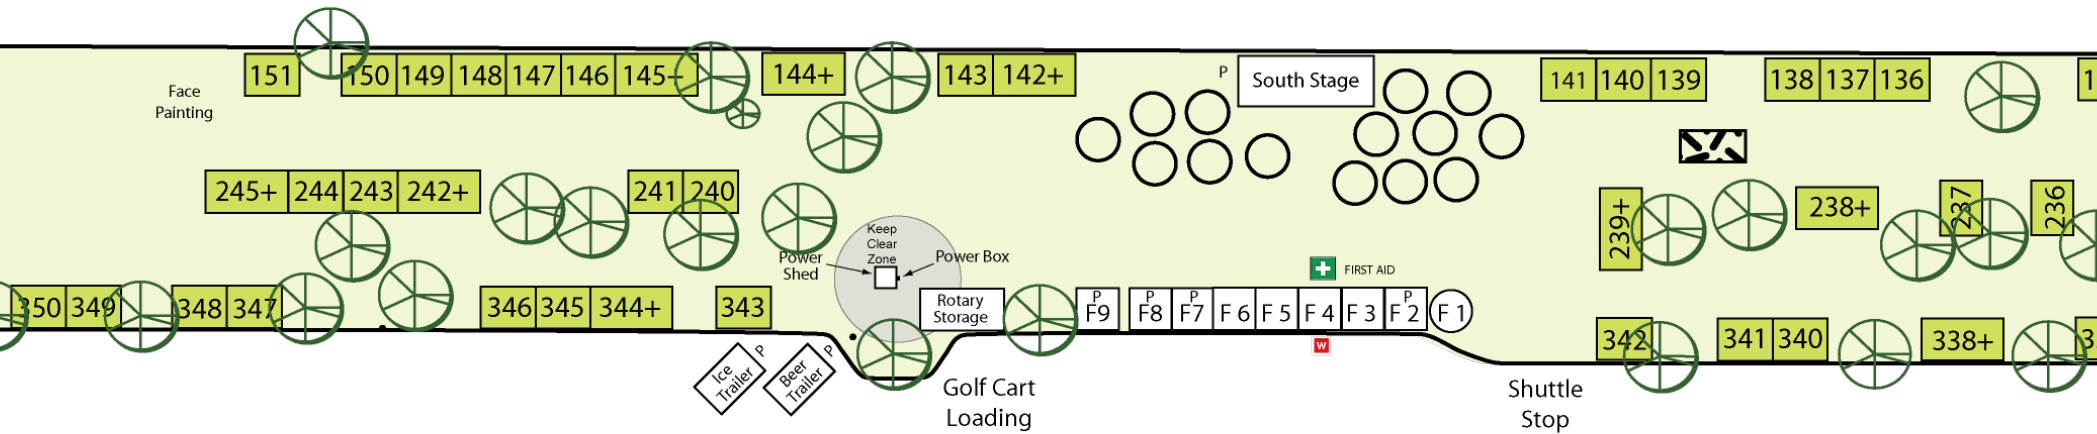 151
150 149 148 147 146 145+
144+
143 142+
P
South Stage
141 140 139
138 137 136
Face
Painting
245+ 244 243 242+
241 240
239+
238+
237
236
Keep
Clear
Zone
Power
Shed
Power Box
FIRST AID
350 349
348 347
346 345 344+
343
Rotary
Storage
P
F9
P
F8
P
F7
F 6
F 5
F 4
F 3
P
F 2
F 1
W
342
341 340
338+
Ice
Trailer
P
Beer
Trailer
P
Golf Cart
Loading
Shuttle
Stop